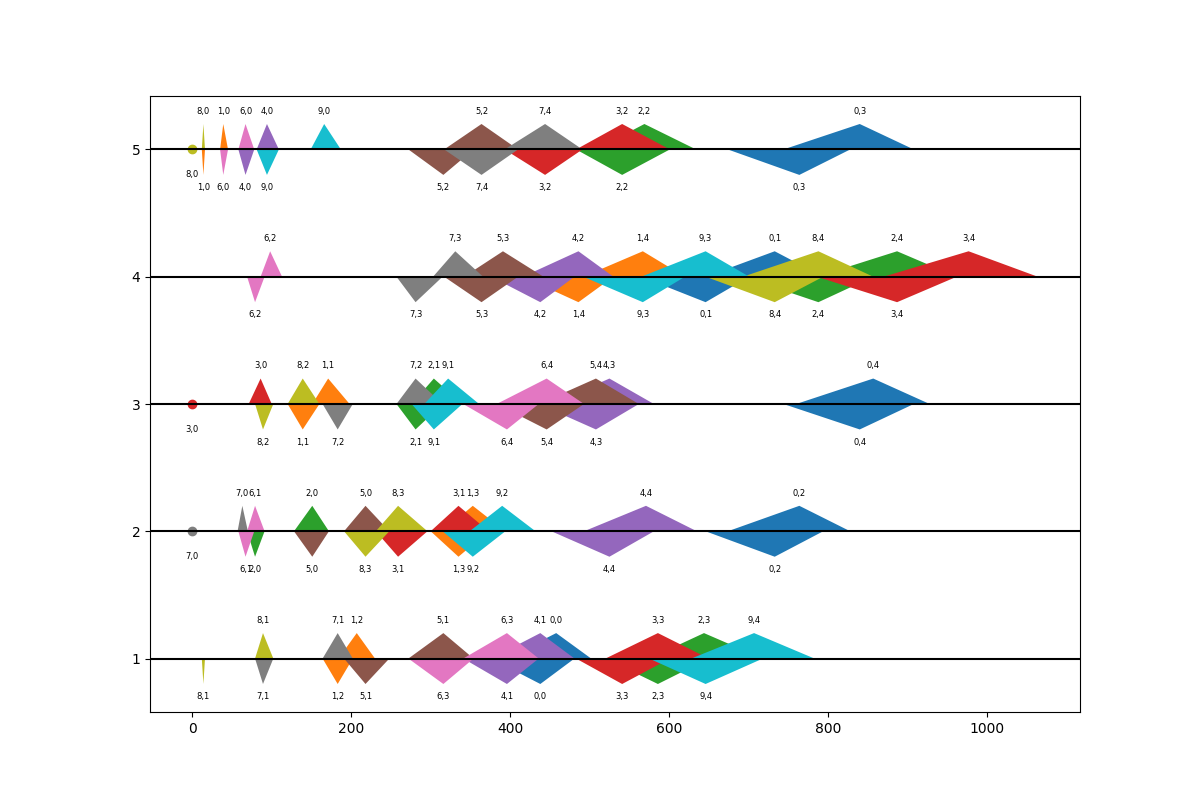 8,0 1,0 6,0 4,0 9,0 5,2 7,4 3,2 2,2 0,3
5
8,0
1,0 6,0 4,0 9,0 5,2 7,4 3,2 2,2 0,3
6,2 7,3 5,3 4,2 1,4 9,3 0,1 8,4 2,4 3,4
4
6,2 7,3 5,3 4,2 1,4 9,3 0,1 8,4 2,4 3,4
3,0 8,2 1,1 7,2 2,1 9,1 6,4 5,4 4,3 0,4
3
3,0
8,2 1,1 7,2 2,1 9,1 6,4 5,4 4,3 0,4
7,0 6,1 2,0 5,0 8,3 3,1 1,3 9,2 4,4 0,2
2
7,0
6,1 2,0 5,0 8,3 3,1 1,3 9,2 4,4 0,2
8,1 7,1 1,2 5,1 6,3 4,1 0,0 3,3 2,3 9,4
1
8,1 7,1 1,2 5,1 6,3 4,1 0,0 3,3 2,3 9,4
0 200 400 600 800 1000